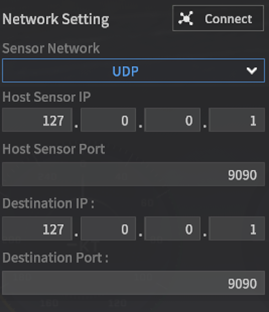 Network Setting
Connect
Sensor Network
UDP
Host Sensor IP
127 . 0 . 0 . 1
Host Sensor Port
9090
Destination IP :
127 . 0 . 0 . 1
Destination Port :
9090